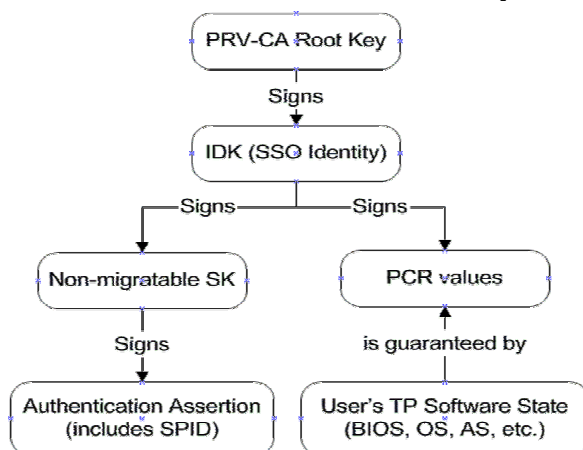 PRV-CA Root Key
Signs
IDK (SSO Identity)
Signs
Signs
Non-migratable SK
PCR values
Signs
is guaranteed by
Authentication Assertion
(includes SPID)
User's TP Software State
(BIOS, OS, AS, etc.)